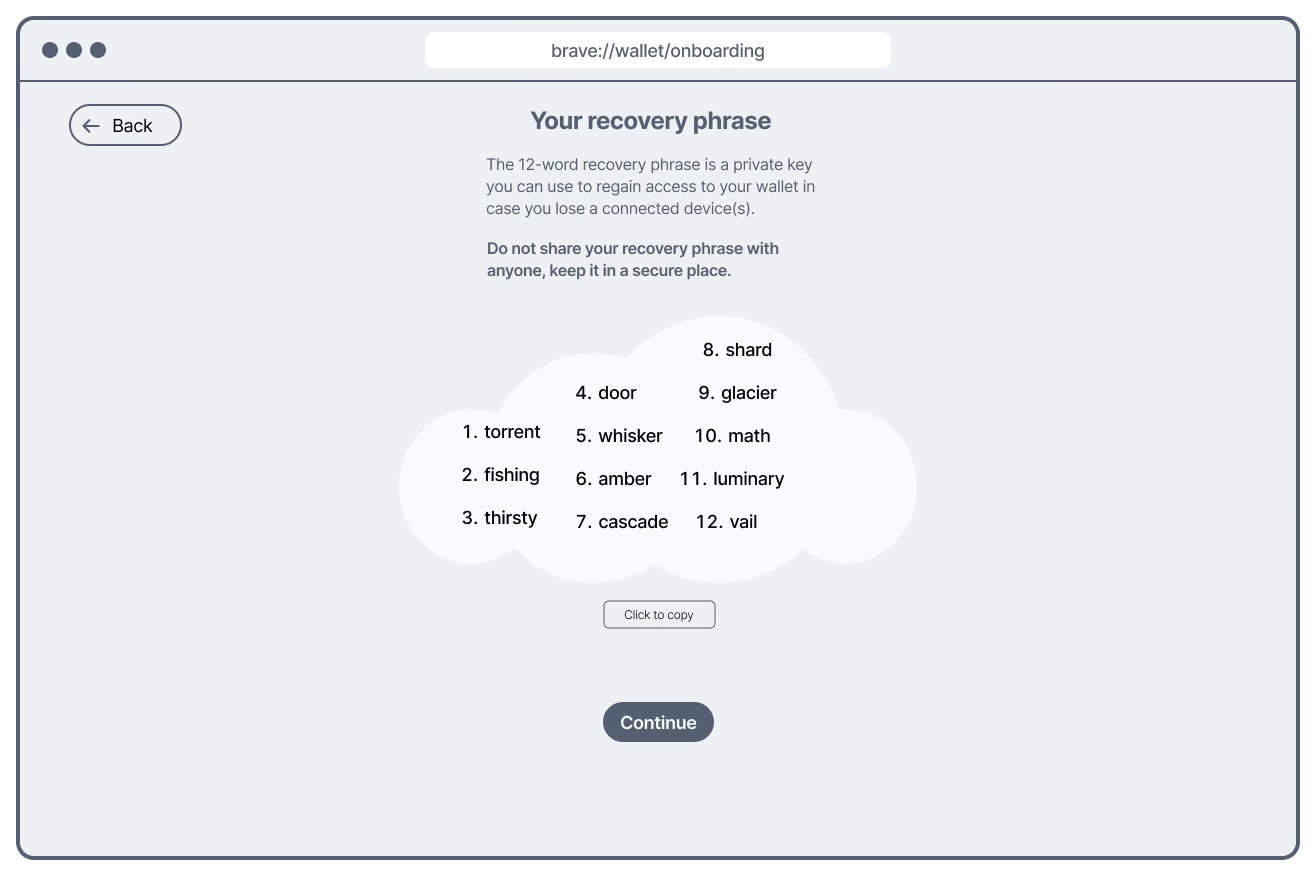 brave://wallet/onboarding
Back
Your recovery phrase
The 12-word recovery phrase is a private key
you can use to regain access to your wallet in
case you lose a connected device(s).
Do not share your recovery phrase with
anyone, keep it in a secure place.
1. torrent
2. fishing
3. thirsty
4. door
5. whisker
6. amber
7. cascade
8. shard
9. glacier
10. math
11. luminary
12. vail
Click to copy
Continue